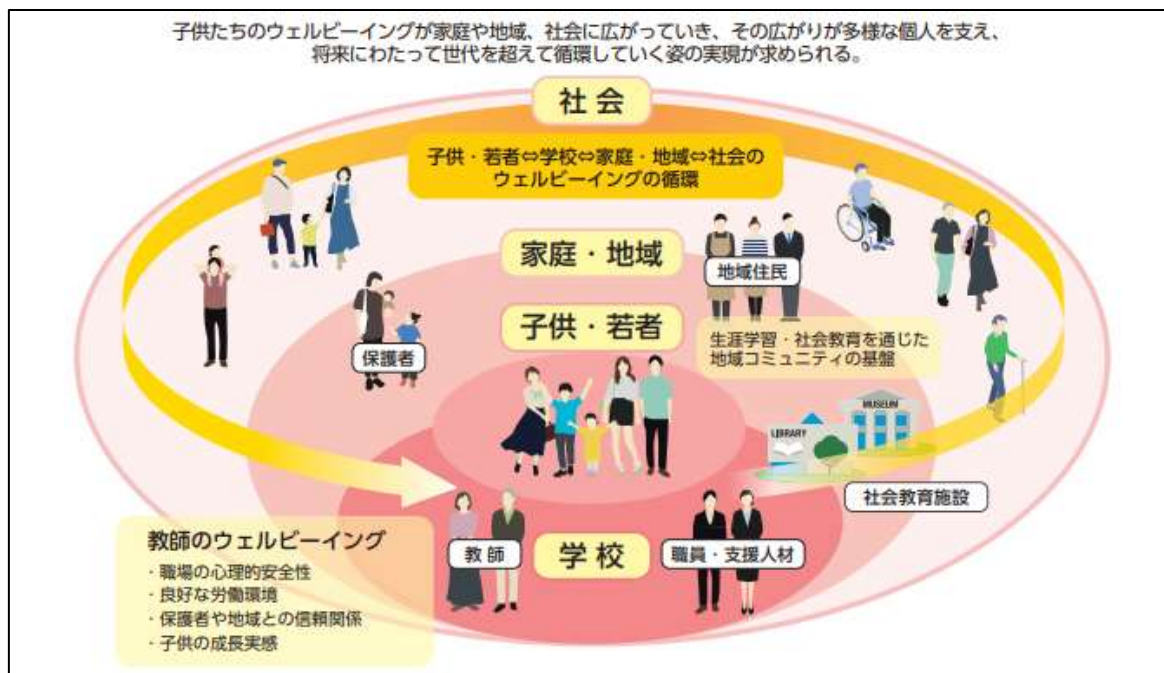 子供たちのウェルビーイングが家庭や地域、社会に広がっていき、その広がりが多様な個人を支え、
将来にわたって世代を超えて循環していく姿の実現が求められる。
社会
子供・若者⇔学校⇔家庭・地域⇔社会の
ウェルビーイングの循環
家庭・地域
地域住民
子供・若者
保護者
生涯学習・社会教育を通じた
地域コミュニティの基盤
MUSEUM
LIBRARY
社会教育施設
教師のウェルビーイング
・職場の心理的安全性
・良好な労働環境
・保護者や地域との信頼関係
・子供の成長実感
教師
学校
職員・支援人材